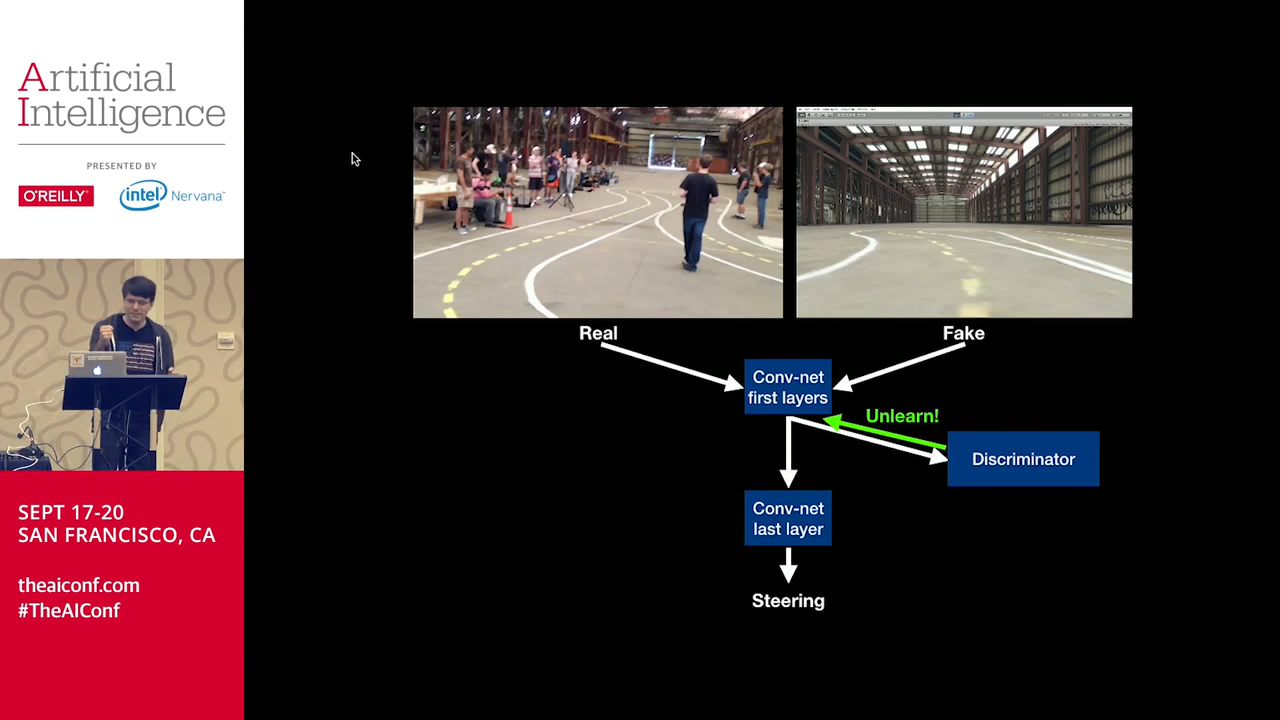 Artificial
Intelligence
PRESENTED BY
O'REILLY
intel Nervana
SEPT 17-20
SAN FRANCISCO, CA
theaiconf.com
#TheAIConf
Real
Fake
Conv-net
first layers
Unlearn!
Discriminator
Conv-net
last layer
Steering